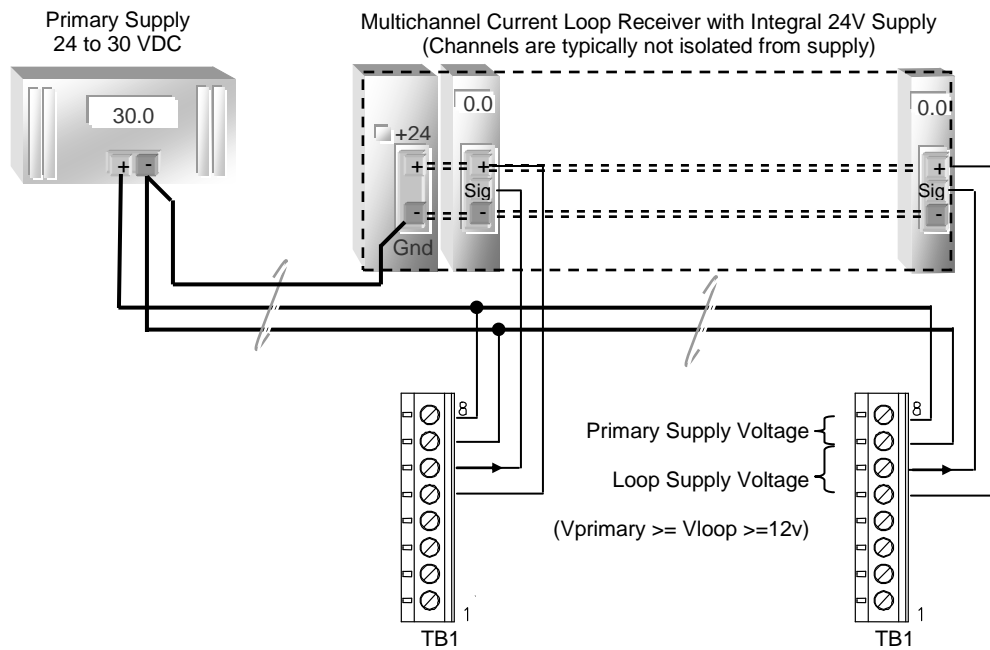 Primary Supply
24 to 30 VDC
Multichannel Current Loop Receiver with Integral 24V Supply
(Channels are typically not isolated from supply)
30.0
+ -
+24
+
-
Gnd
0.0
+
Sig
-
0.0
+
Sig
-
8
8
Primary Supply Voltage
Loop Supply Voltage
(Vprimary >= Vloop >=12v)
1
1
TB1
TB1